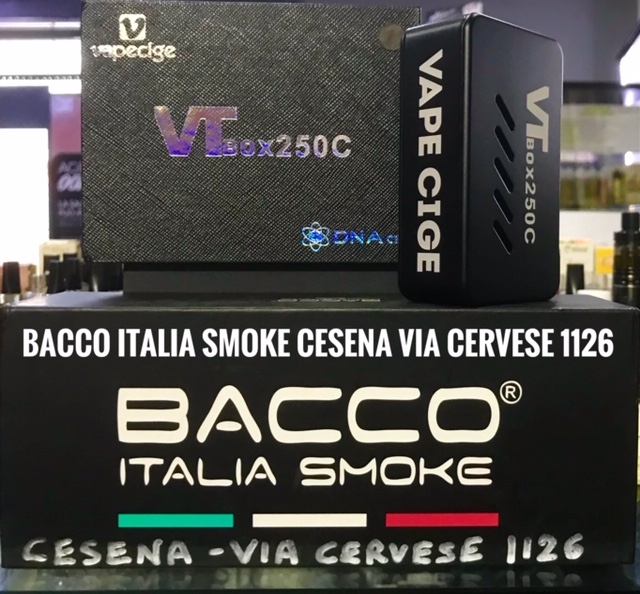 vapecige
VTBox250C
DNA
VAPE CIGE
VTBox250C
BACCO ITALIA SMOKE CESENA VIA CERVESE 1126
BACCO®
ITALIA SMOKE
CESENA - VIA CERVESE 1126